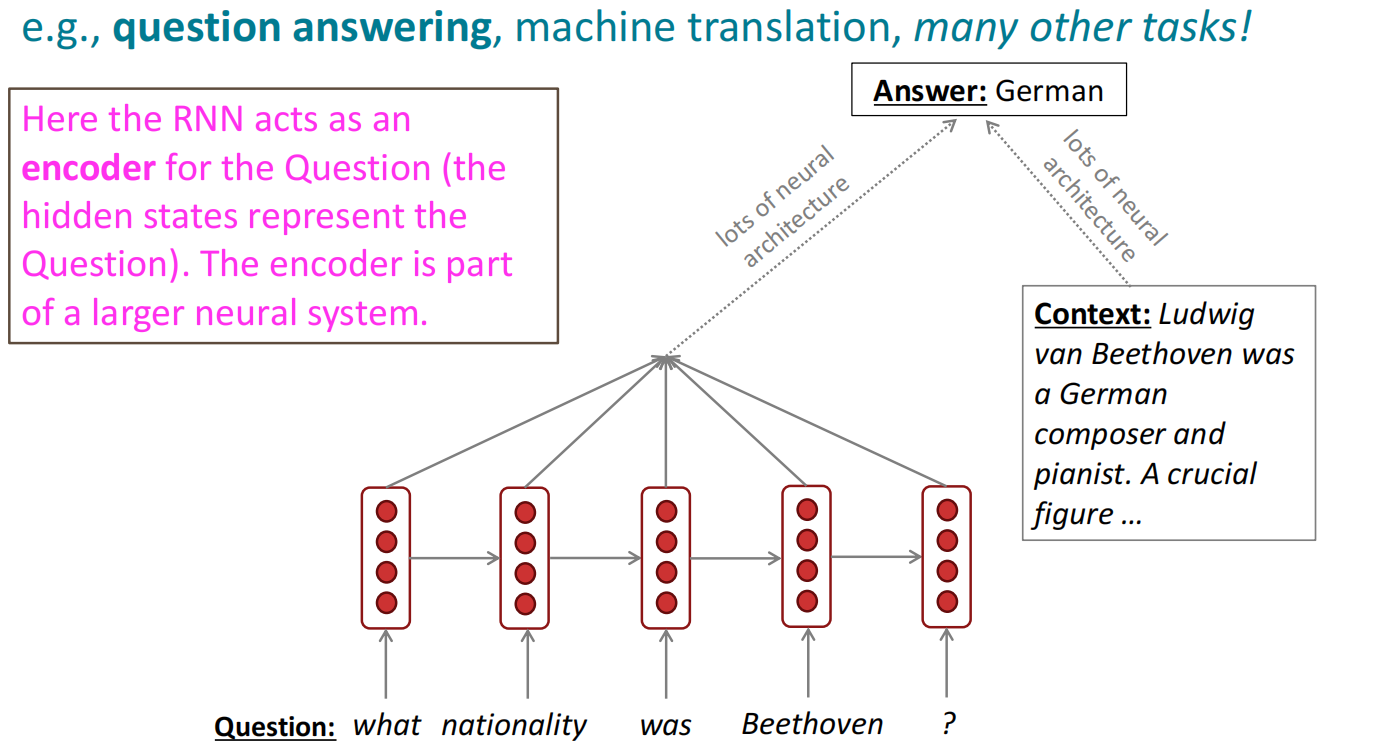 e.g., question answering, machine translation, many other tasks!
Here the RNN acts as an
encoder for the Question (the
hidden states represent the
Question). The encoder is part
of a larger neural system.
Answer: German
lots of neural
architecture
lots of neural
architecture
Context: Ludwig
van Beethoven was
a German
composer and
pianist. A crucial
figure ...
Question: what nationality was Beethoven ?